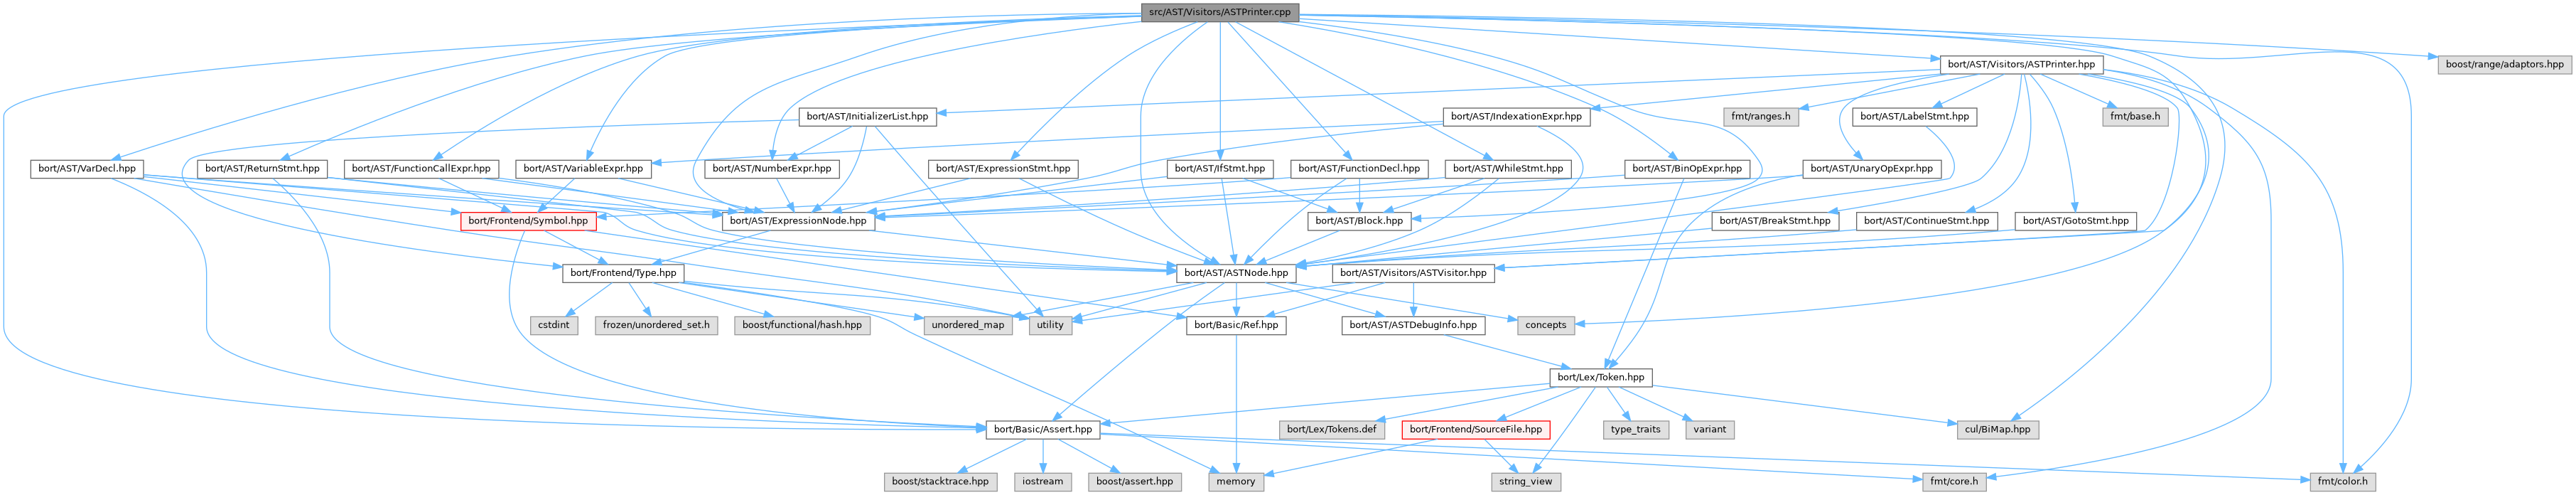 src/AST/Visitors/ASTPrinter.cpp
bort/AST/Visitors/ASTPrinter.hpp
boost/range/adaptors.hpp
bort/AST/InitializerList.hpp
bort/AST/IndexationExpr.hpp
fmt/ranges.h
bort/AST/LabelStmt.hpp
fmt/base.h
bort/AST/VarDecl.hpp
bort/AST/ReturnStmt.hpp
bort/AST/FunctionCallExpr.hpp
bort/AST/VariableExpr.hpp
bort/AST/NumberExpr.hpp
bort/AST/ExpressionStmt.hpp
bort/AST/IfStmt.hpp
bort/AST/FunctionDecl.hpp
bort/AST/WhileStmt.hpp
bort/AST/BinOpExpr.hpp
bort/AST/UnaryOpExpr.hpp
bort/Frontend/Symbol.hpp
bort/AST/ExpressionNode.hpp
bort/AST/Block.hpp
bort/AST/BreakStmt.hpp
bort/AST/ContinueStmt.hpp
bort/AST/GotoStmt.hpp
bort/Frontend/Type.hpp
bort/AST/ASTNode.hpp
bort/AST/Visitors/ASTVisitor.hpp
cstdint
frozen/unordered_set.h
boost/functional/hash.hpp
unordered_map
utility
bort/Basic/Ref.hpp
bort/AST/ASTDebugInfo.hpp
concepts
bort/Lex/Token.hpp
bort/Basic/Assert.hpp
bort/Lex/Tokens.def
bort/Frontend/SourceFile.hpp
type_traits
variant
cul/BiMap.hpp
boost/stacktrace.hpp
iostream
boost/assert.hpp
memory
string_view
fmt/core.h
fmt/color.h